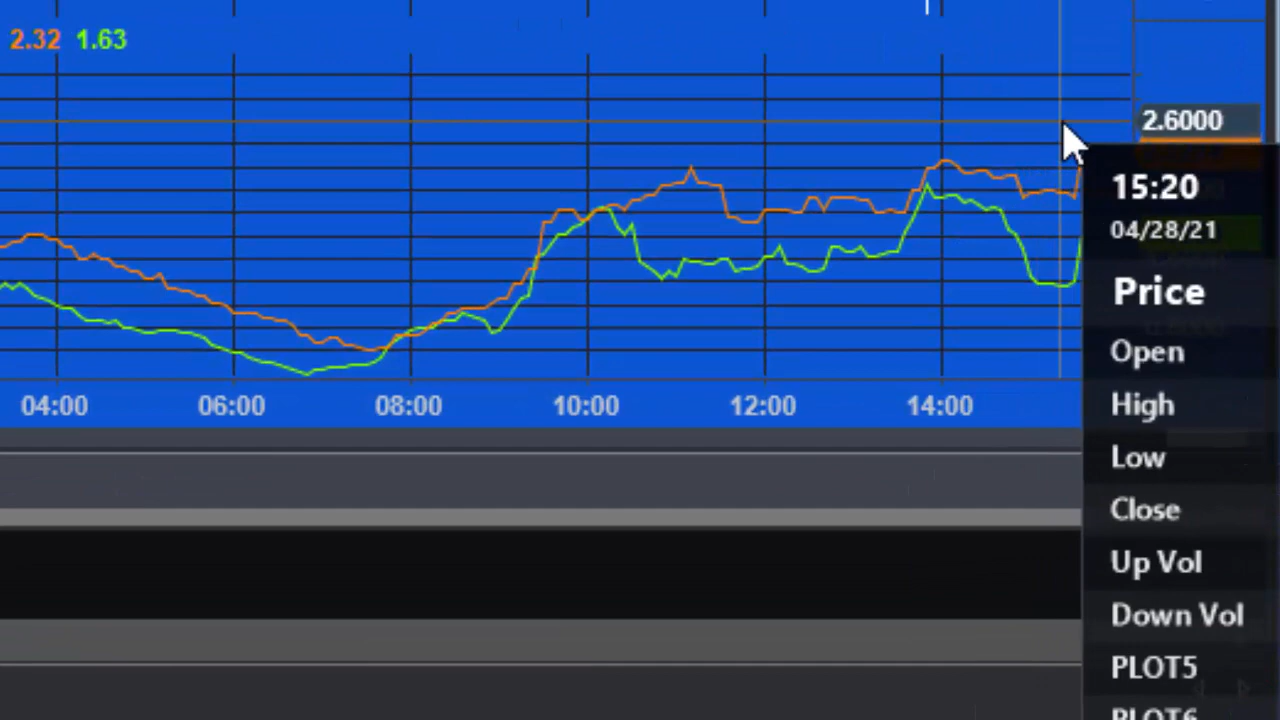 2.32 1.63
2.6000
15:20
04/28/21
Price
Open
High
Low
Close
Up Vol
Down Vol
PLOT5
PLOT6
04:00 06:00 08:00 10:00 12:00 14:00